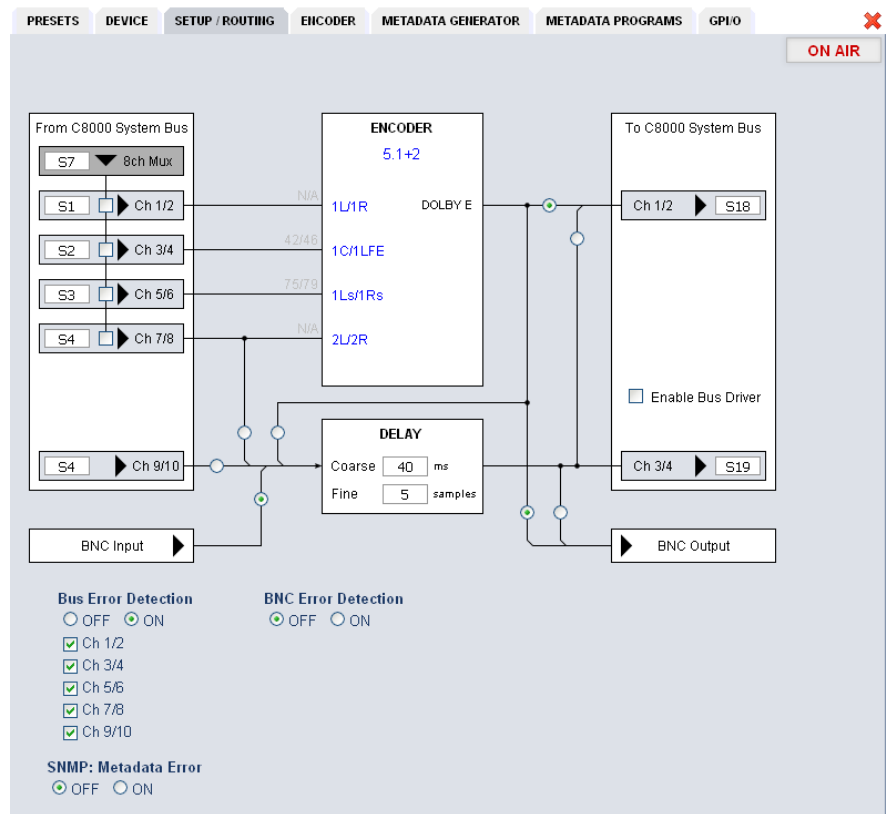 PRESETS DEVICE SETUP / ROUTING ENCODER METADATA GENERATOR METADATA PROGRAMS GPI/O
ON AIR
From C8000 System Bus
S7 8ch Mux
S1 Ch 1/2
S2 Ch 3/4
S3 Ch 5/6
S4 Ch 7/8
S4 Ch 9/10
BNC Input
N/A
42/46
75/79
N/A
ENCODER
5.1+2
1L/1R DOLBY E
1C/1LFE
1Ls/1Rs
2L/2R
DELAY
Coarse 40 ms
Fine 5 samples
To C8000 System Bus
Ch 1/2 S18
Enable Bus Driver
Ch 3/4 S19
BNC Output
Bus Error Detection
OFF ON
Ch 1/2
Ch 3/4
Ch 5/6
Ch 7/8
Ch 9/10
BNC Error Detection
OFF ON
SNMP: Metadata Error
OFF ON